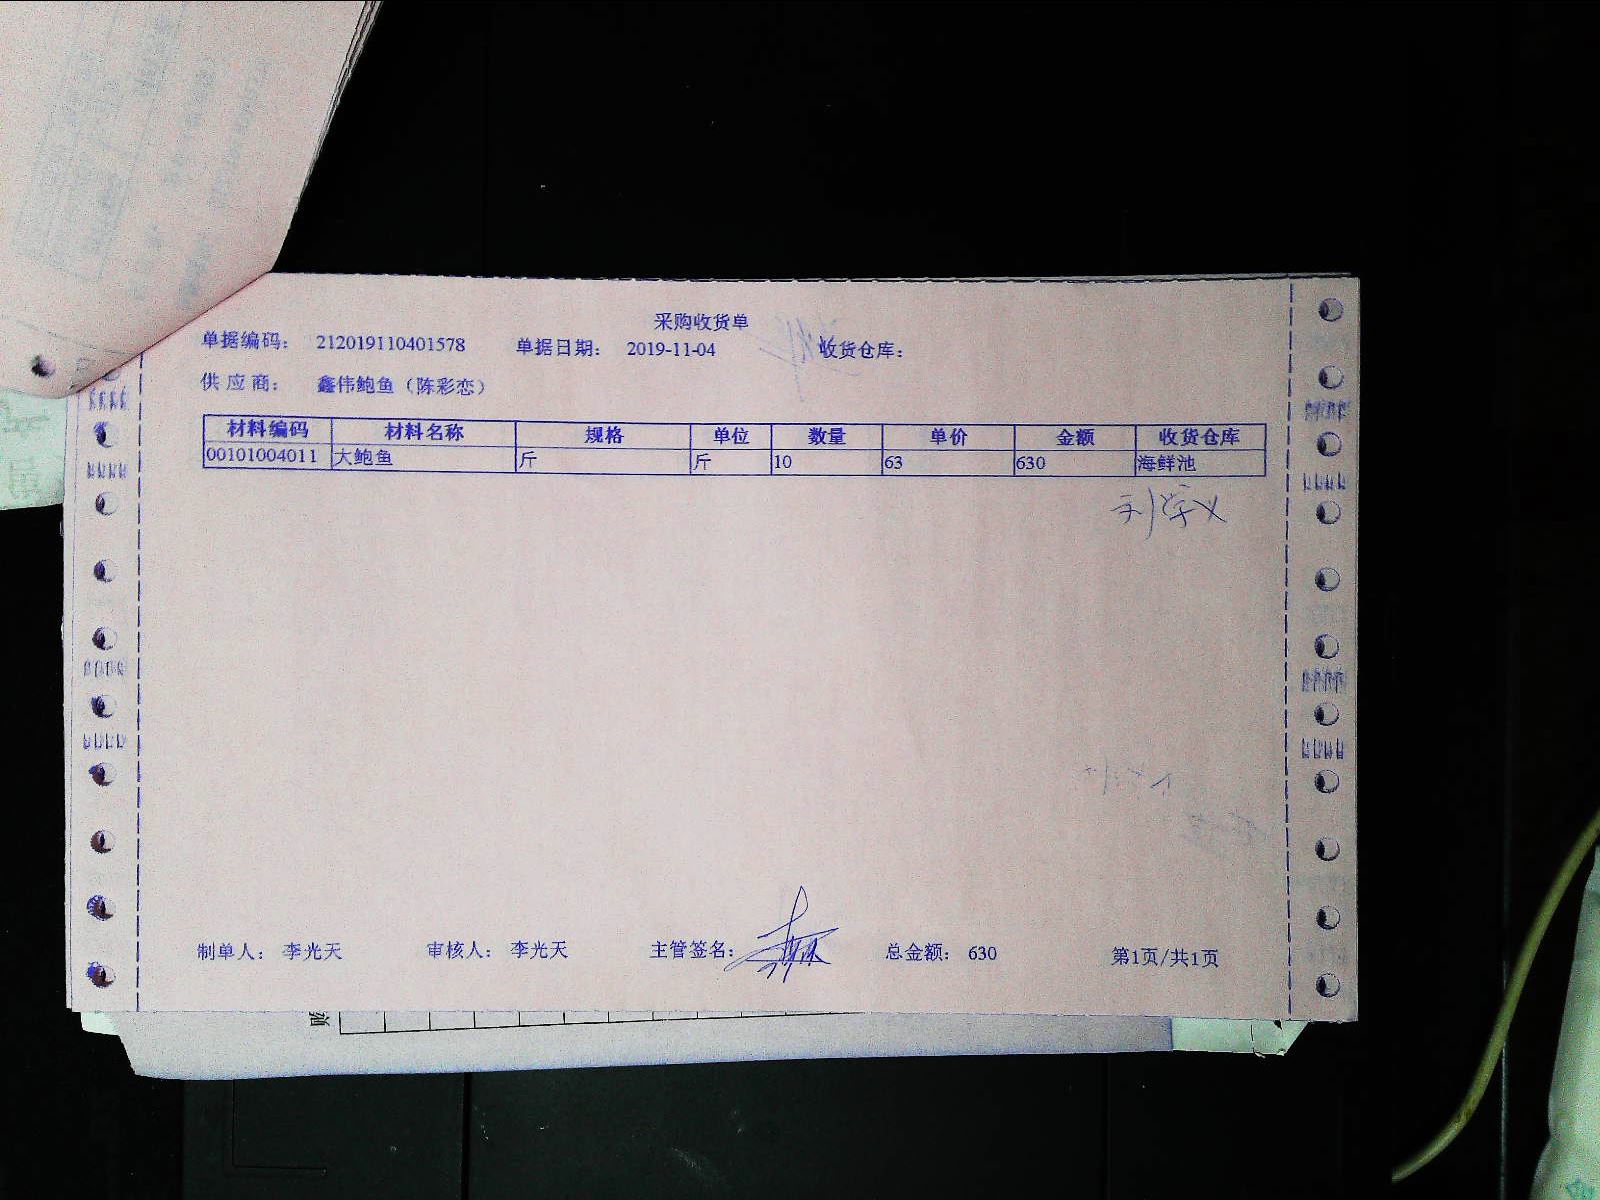 采购收货单
单据编码： 212019110401578 单据日期： 2019-11-04 收货仓库：
供应商： 鑫伟鲍鱼（陈彩恋）
材料编码 材料名称 规格 单位 数量 单价 金额 收货仓库
00101004011 大鲍鱼 斤 斤 10 63 630 海鲜池
制单人： 李光天 审核人： 李光天 主管签名： 总金额： 630 第1页/共1页